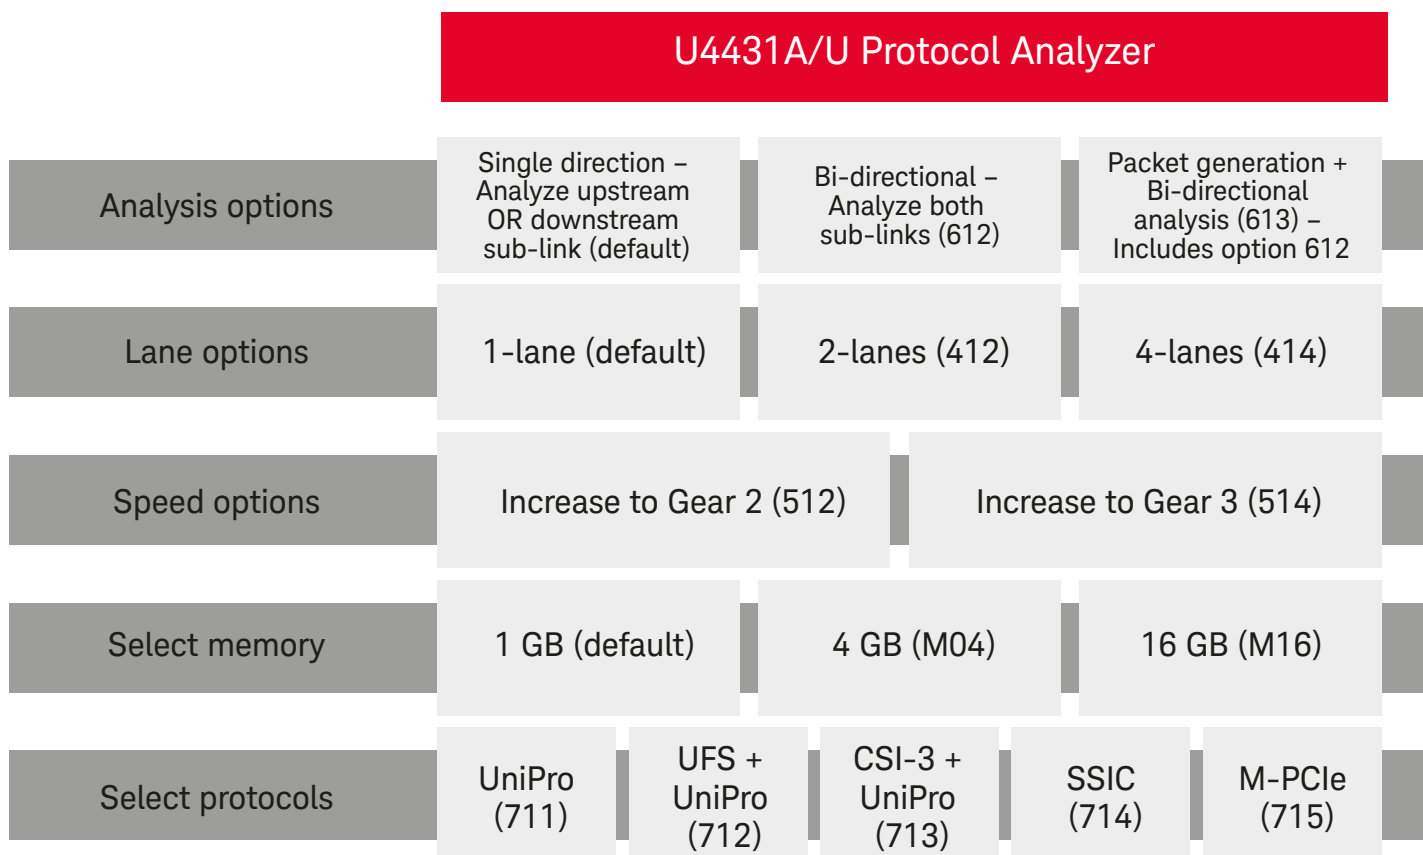 U4431A/U Protocol Analyzer
Analysis options
Single direction –
Analyze upstream
OR downstream
sub-link (default)
Bi-directional –
Analyze both
sub-links (612)
Packet generation +
Bi-directional
analysis (613) –
Includes option 612
Lane options
1-lane (default)
2-lanes (412)
4-lanes (414)
Speed options
Increase to Gear 2 (512)
Increase to Gear 3 (514)
Select memory
1 GB (default)
4 GB (M04)
16 GB (M16)
Select protocols
UniPro
(711)
UFS +
UniPro
(712)
CSI-3 +
UniPro
(713)
SSIC
(714)
M-PCIe
(715)